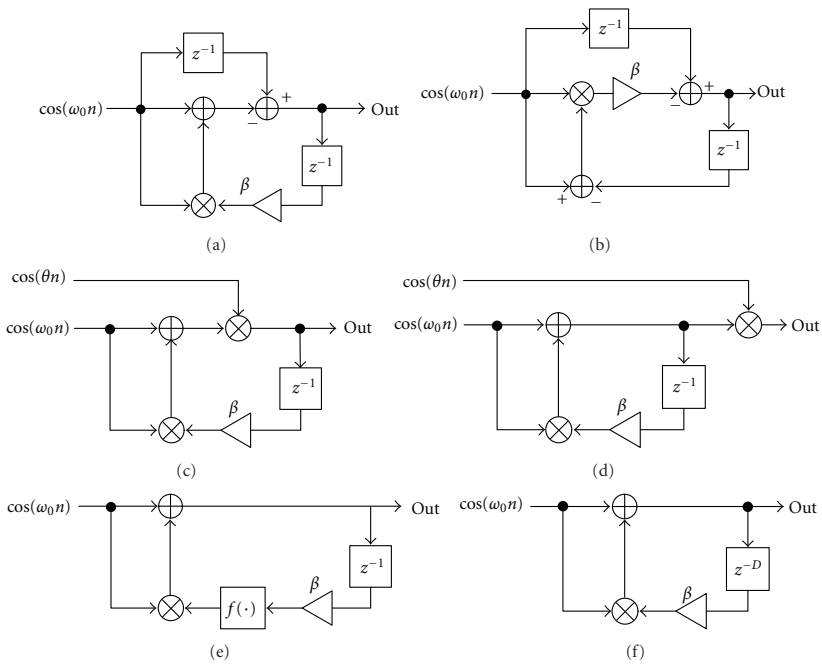 z⁻¹
cos(ω₀n)
+
−
Out
z⁻¹
β
(a)
z⁻¹
β
cos(ω₀n)
+
−
Out
z⁻¹
+
−
(b)
cos(θn)
cos(ω₀n)
Out
z⁻¹
β
(c)
cos(θn)
cos(ω₀n)
Out
z⁻¹
β
(d)
cos(ω₀n)
Out
z⁻¹
f(·)
β
(e)
cos(ω₀n)
Out
z⁻ᴰ
β
(f)